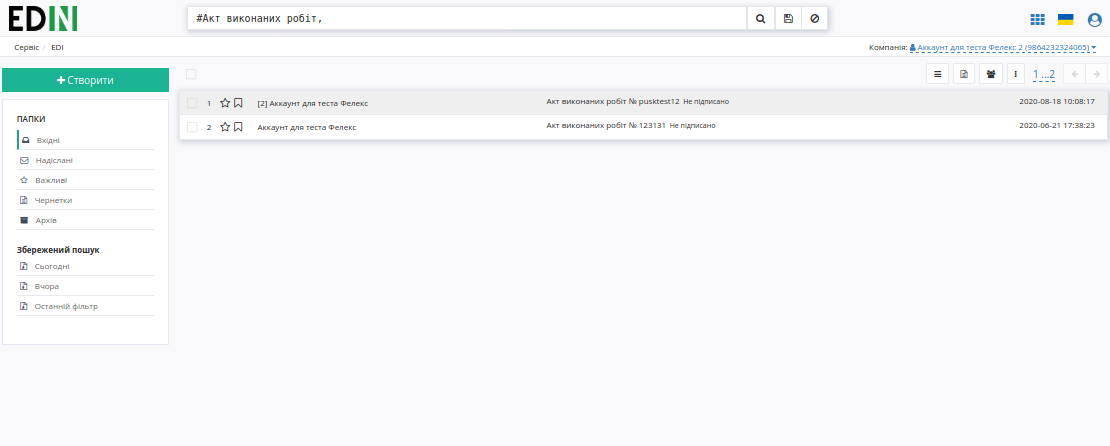 EDIN
#Акт виконаних робіт,
Сервіс / EDI
Компанія: Аккаунт для теста Фелекс 2 (9864232324065)
Створити
1 ...2
ПАПКИ
Вхідні
Надіслані
Важливі
Чернетки
Архів
Збережений пошук
Сьогодні
Вчора
Останній фільтр
1 [2] Аккаунт для теста Фелекс Акт виконаних робіт № pusktest12 Не підписано 2020-08-18 10:08:17
2 Аккаунт для теста Фелекс Акт виконаних робіт № 123131 Не підписано 2020-06-21 17:38:23